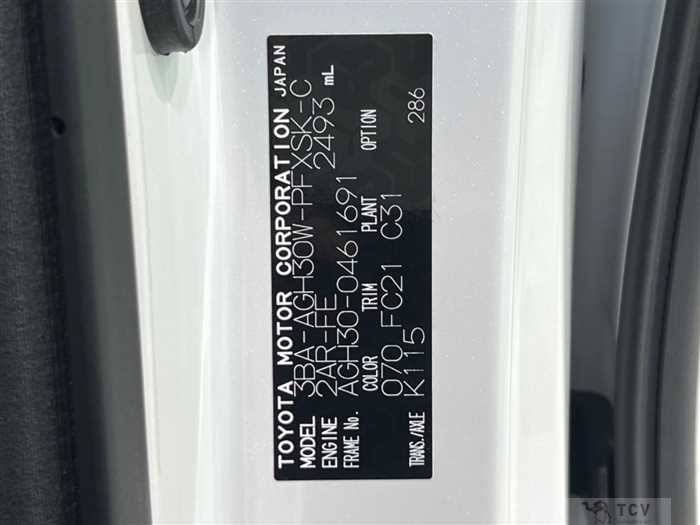 TOYOTA MOTOR CORPORATION JAPAN
MODEL 3BA-AGH30W-PFXSK-C
ENGINE 2AR-FE 2493 mL
FRAME No. AGH30-0461691
COLOR TRIM PLANT OPTION
070 FC21 C31 286
TRANS./AXLE K115
TCV